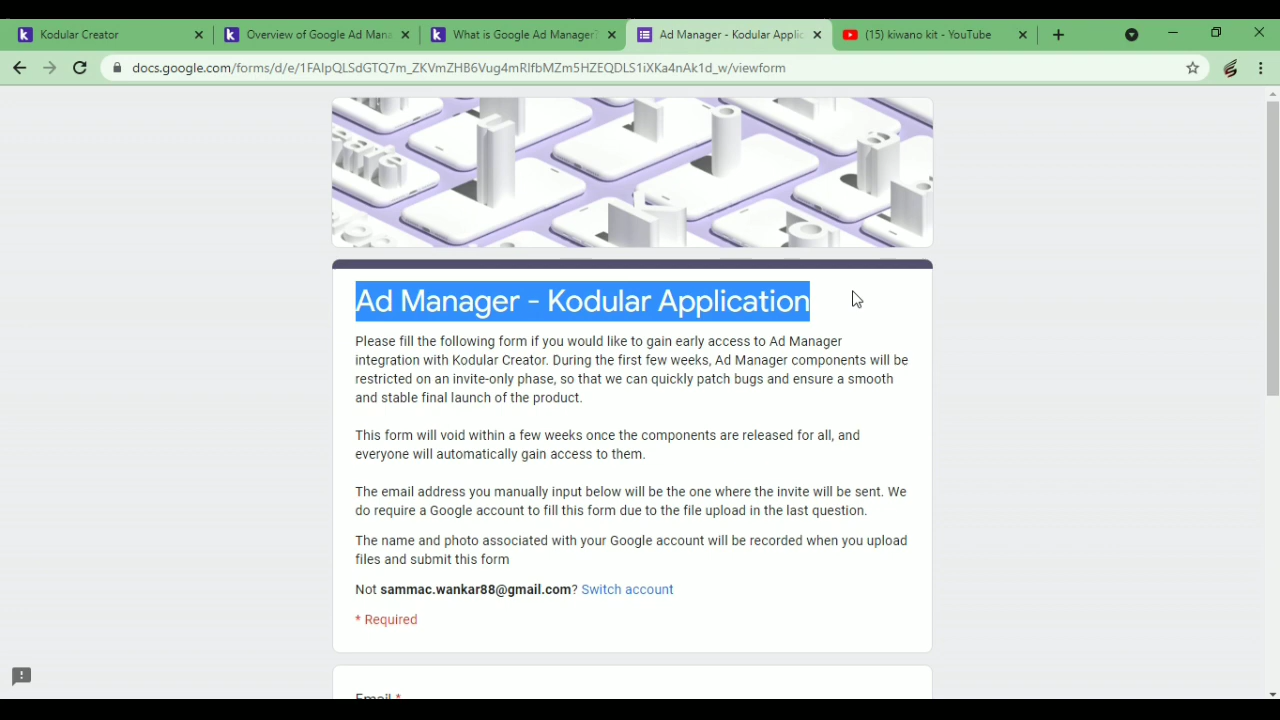 Kodular Creator
Overview of Google Ad Mana
What is Google Ad Manager?
Ad Manager - Kodular Applic
(15) kiwano kit - YouTube
docs.google.com/forms/d/e/1FAIpQLSdGTQ7m_ZKVmZHB6Vug4mRIfbMZm5HZEQDLS1iXKa4nAk1d_w/viewform
Ad Manager - Kodular Application
Please fill the following form if you would like to gain early access to Ad Manager
integration with Kodular Creator. During the first few weeks, Ad Manager components will be
restricted on an invite-only phase, so that we can quickly patch bugs and ensure a smooth
and stable final launch of the product.
This form will void within a few weeks once the components are released for all, and
everyone will automatically gain access to them.
The email address you manually input below will be the one where the invite will be sent. We
do require a Google account to fill this form due to the file upload in the last question.
The name and photo associated with your Google account will be recorded when you upload
files and submit this form
Not sammac.wankar88@gmail.com? Switch account
* Required
Email *